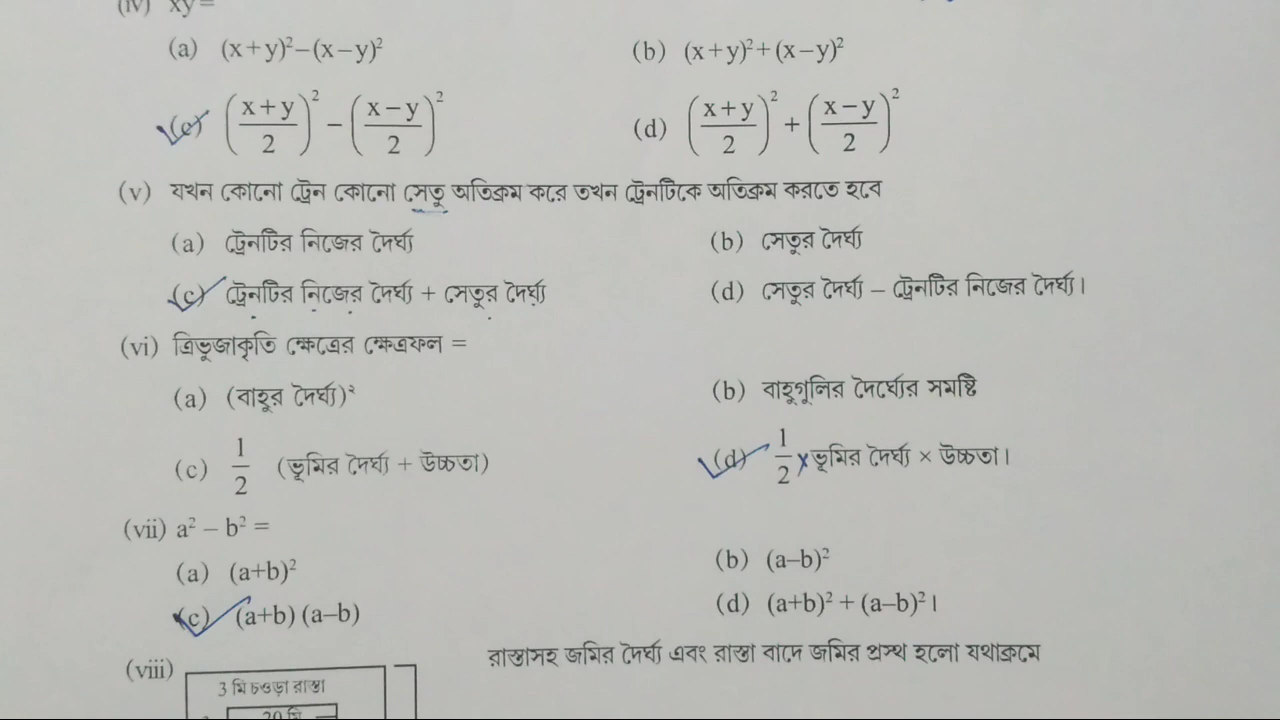 (iv) xy =
(a) (x+y)²−(x−y)² (b) (x+y)²+(x−y)²
(c) ((x+y)/2)² − ((x−y)/2)² (d) ((x+y)/2)² + ((x−y)/2)²
(v) যখন কোনো ট্রেন কোনো সেতু অতিক্রম করে তখন ট্রেনটিকে অতিক্রম করতে হবে
(a) ট্রেনটির নিজের দৈর্ঘ্য (b) সেতুর দৈর্ঘ্য
(c) ট্রেনটির নিজের দৈর্ঘ্য + সেতুর দৈর্ঘ্য (d) সেতুর দৈর্ঘ্য – ট্রেনটির নিজের দৈর্ঘ্য।
(vi) ত্রিভুজাকৃতি ক্ষেত্রের ক্ষেত্রফল =
(a) (বাহুর দৈর্ঘ্য)² (b) বাহুগুলির দৈর্ঘ্যের সমষ্টি
(c) 1/2 (ভূমির দৈর্ঘ্য + উচ্চতা) (d) 1/2 × ভূমির দৈর্ঘ্য × উচ্চতা।
(vii) a² – b² =
(a) (a+b)² (b) (a–b)²
(c) (a+b) (a–b) (d) (a+b)² + (a–b)²।
(viii) রাস্তাসহ জমির দৈর্ঘ্য এবং রাস্তা বাদে জমির প্রস্থ হলো যথাক্রমে
3 মি চওড়া রাস্তা
20 মি